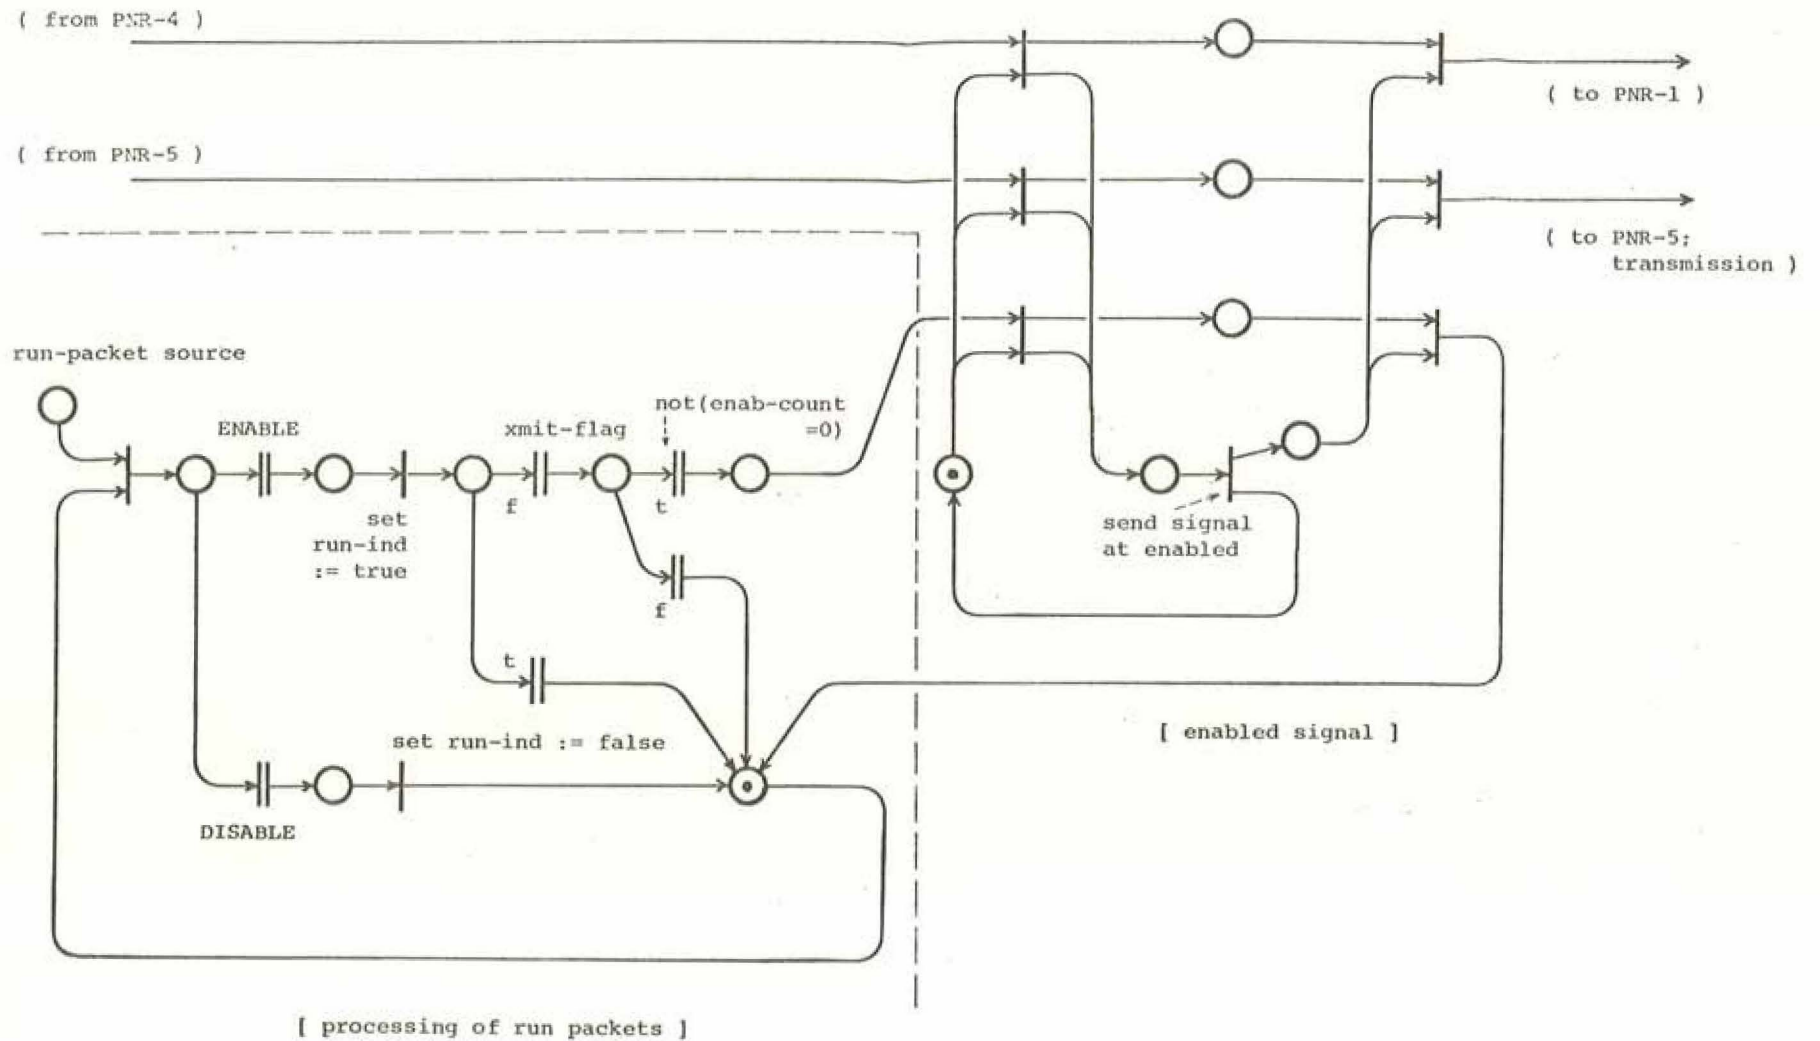 ( from PNR-4 )
( to PNR-1 )
( from PNR-5 )
( to PNR-5;
transmission )
run-packet source
not(enab-count
=0)
ENABLE
xmit-flag
f
t
set
run-ind
:= true
send signal
at enabled
f
t
[ enabled signal ]
set run-ind := false
DISABLE
[ processing of run packets ]